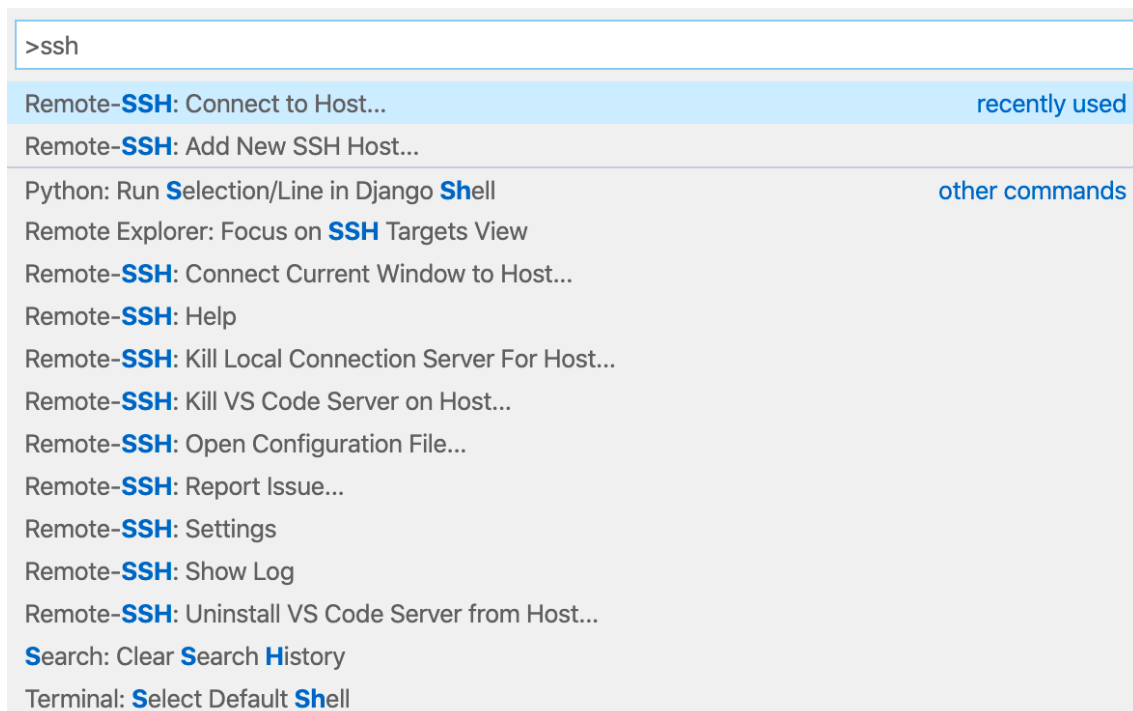 >ssh
Remote-SSH: Connect to Host... recently used
Remote-SSH: Add New SSH Host...
Python: Run Selection/Line in Django Shell other commands
Remote Explorer: Focus on SSH Targets View
Remote-SSH: Connect Current Window to Host...
Remote-SSH: Help
Remote-SSH: Kill Local Connection Server For Host...
Remote-SSH: Kill VS Code Server on Host...
Remote-SSH: Open Configuration File...
Remote-SSH: Report Issue...
Remote-SSH: Settings
Remote-SSH: Show Log
Remote-SSH: Uninstall VS Code Server from Host...
Search: Clear Search History
Terminal: Select Default Shell